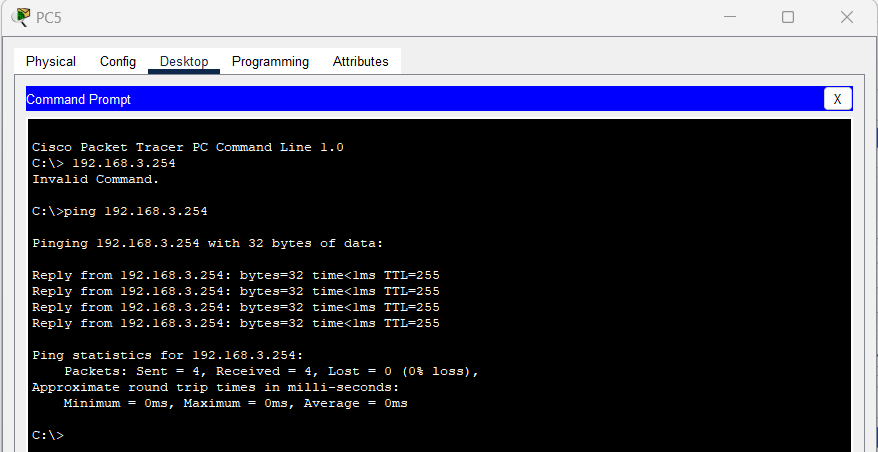 PC5
Physical Config Desktop Programming Attributes
Command Prompt X
Cisco Packet Tracer PC Command Line 1.0
C:\> 192.168.3.254
Invalid Command.
C:\>ping 192.168.3.254
Pinging 192.168.3.254 with 32 bytes of data:
Reply from 192.168.3.254: bytes=32 time<1ms TTL=255
Reply from 192.168.3.254: bytes=32 time<1ms TTL=255
Reply from 192.168.3.254: bytes=32 time<1ms TTL=255
Reply from 192.168.3.254: bytes=32 time<1ms TTL=255
Ping statistics for 192.168.3.254:
Packets: Sent = 4, Received = 4, Lost = 0 (0% loss),
Approximate round trip times in milli-seconds:
Minimum = 0ms, Maximum = 0ms, Average = 0ms
C:\>